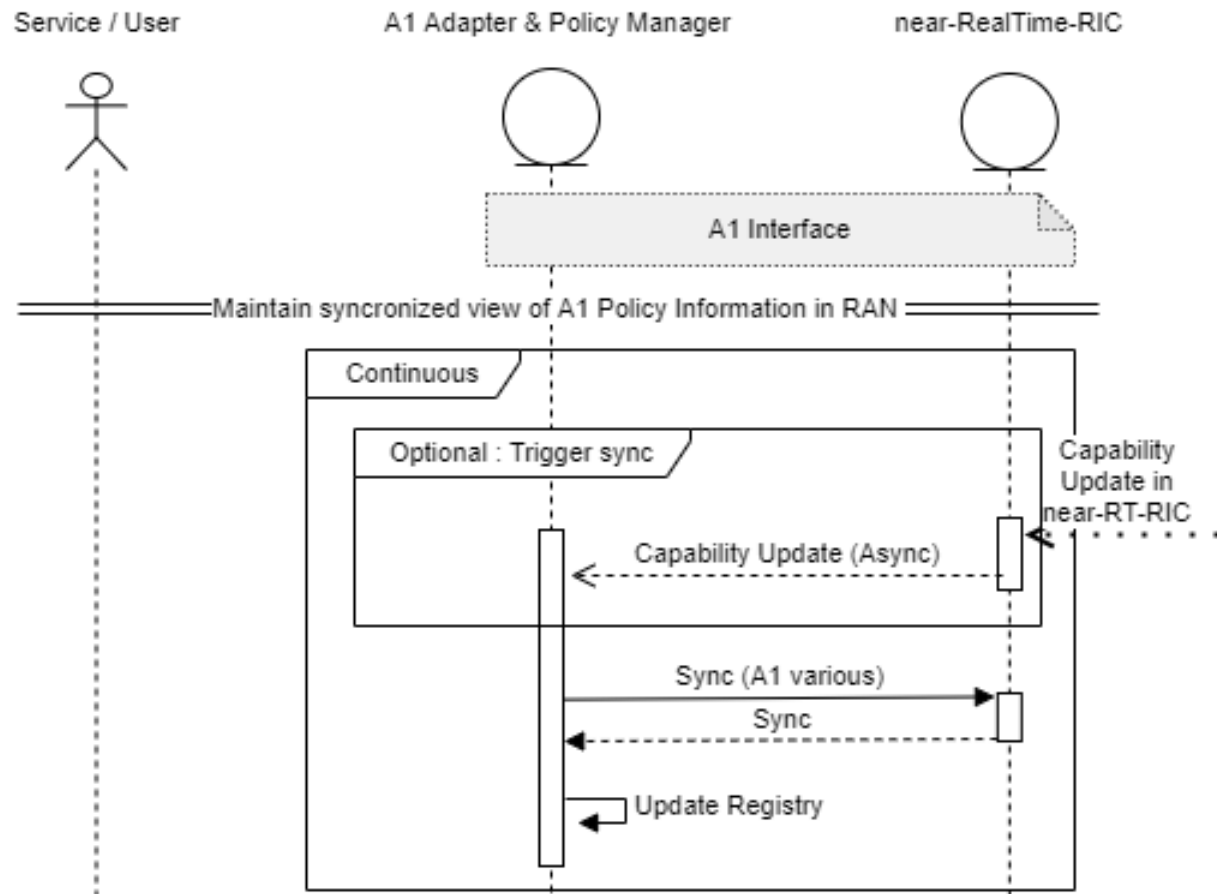 Service / User
A1 Adapter & Policy Manager
near-RealTime-RIC
A1 Interface
Maintain syncronized view of A1 Policy Information in RAN
Continuous
Optional : Trigger sync
Capability
Update in
near-RT-RIC
Capability Update (Async)
Sync (A1 various)
Sync
Update Registry